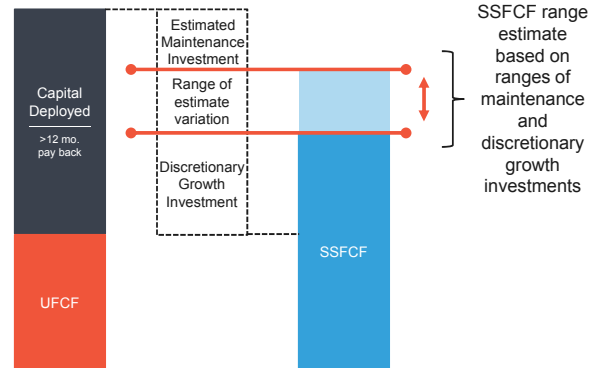 Capital
Deployed
>12 mo.
pay back
UFCF
Estimated
Maintenance
Investment
Range of
estimate
variation
Discretionary
Growth
Investment
SSFCF
SSFCF range
estimate
based on
ranges of
maintenance
and
discretionary
growth
investments